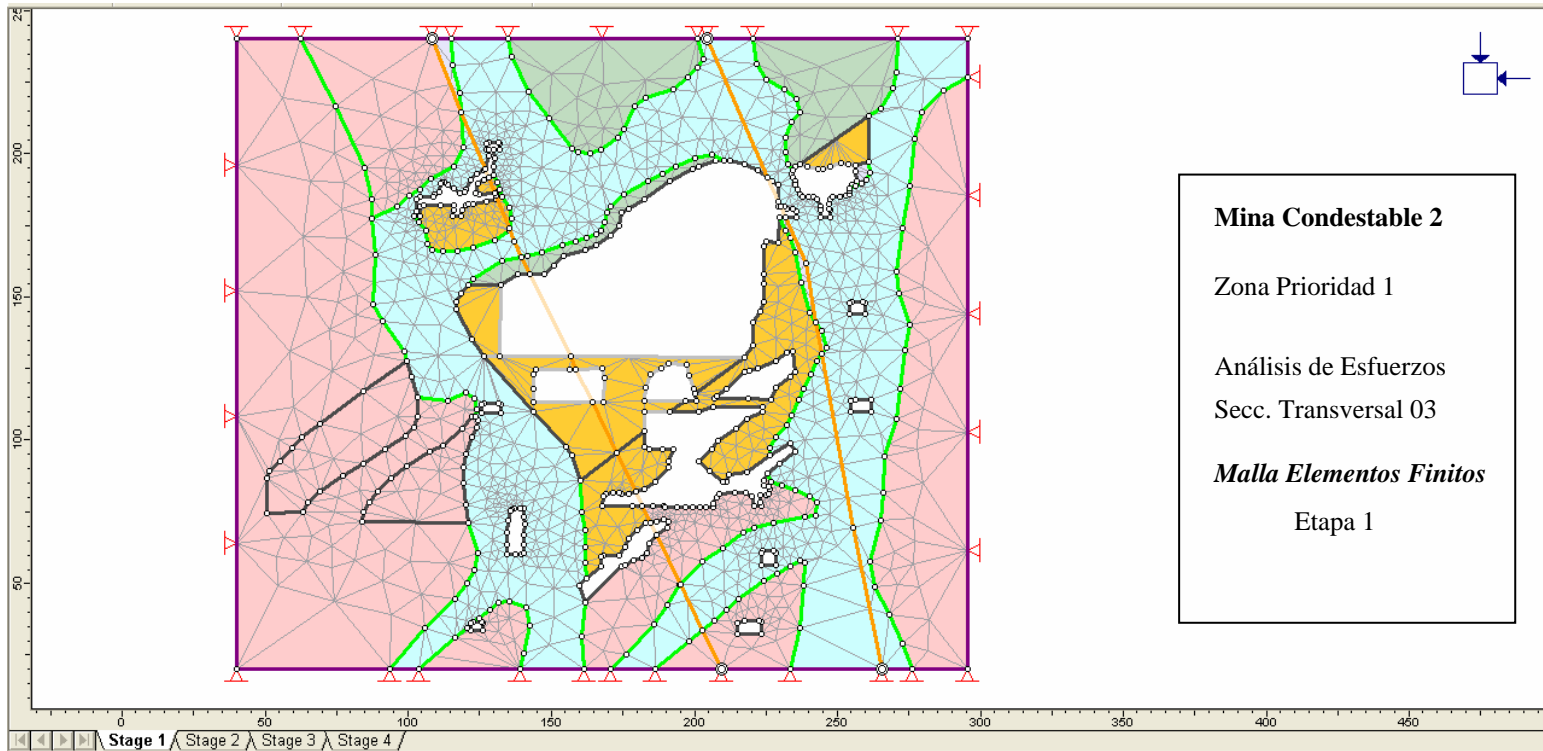 Mina Condestable 2
Zona Prioridad 1
Análisis de Esfuerzos
Secc. Transversal 03
Malla Elementos Finitos
Etapa 1
200
150
100
50
0
50
100
150
200
250
300
350
400
450
Stage 1
Stage 2
Stage 3
Stage 4